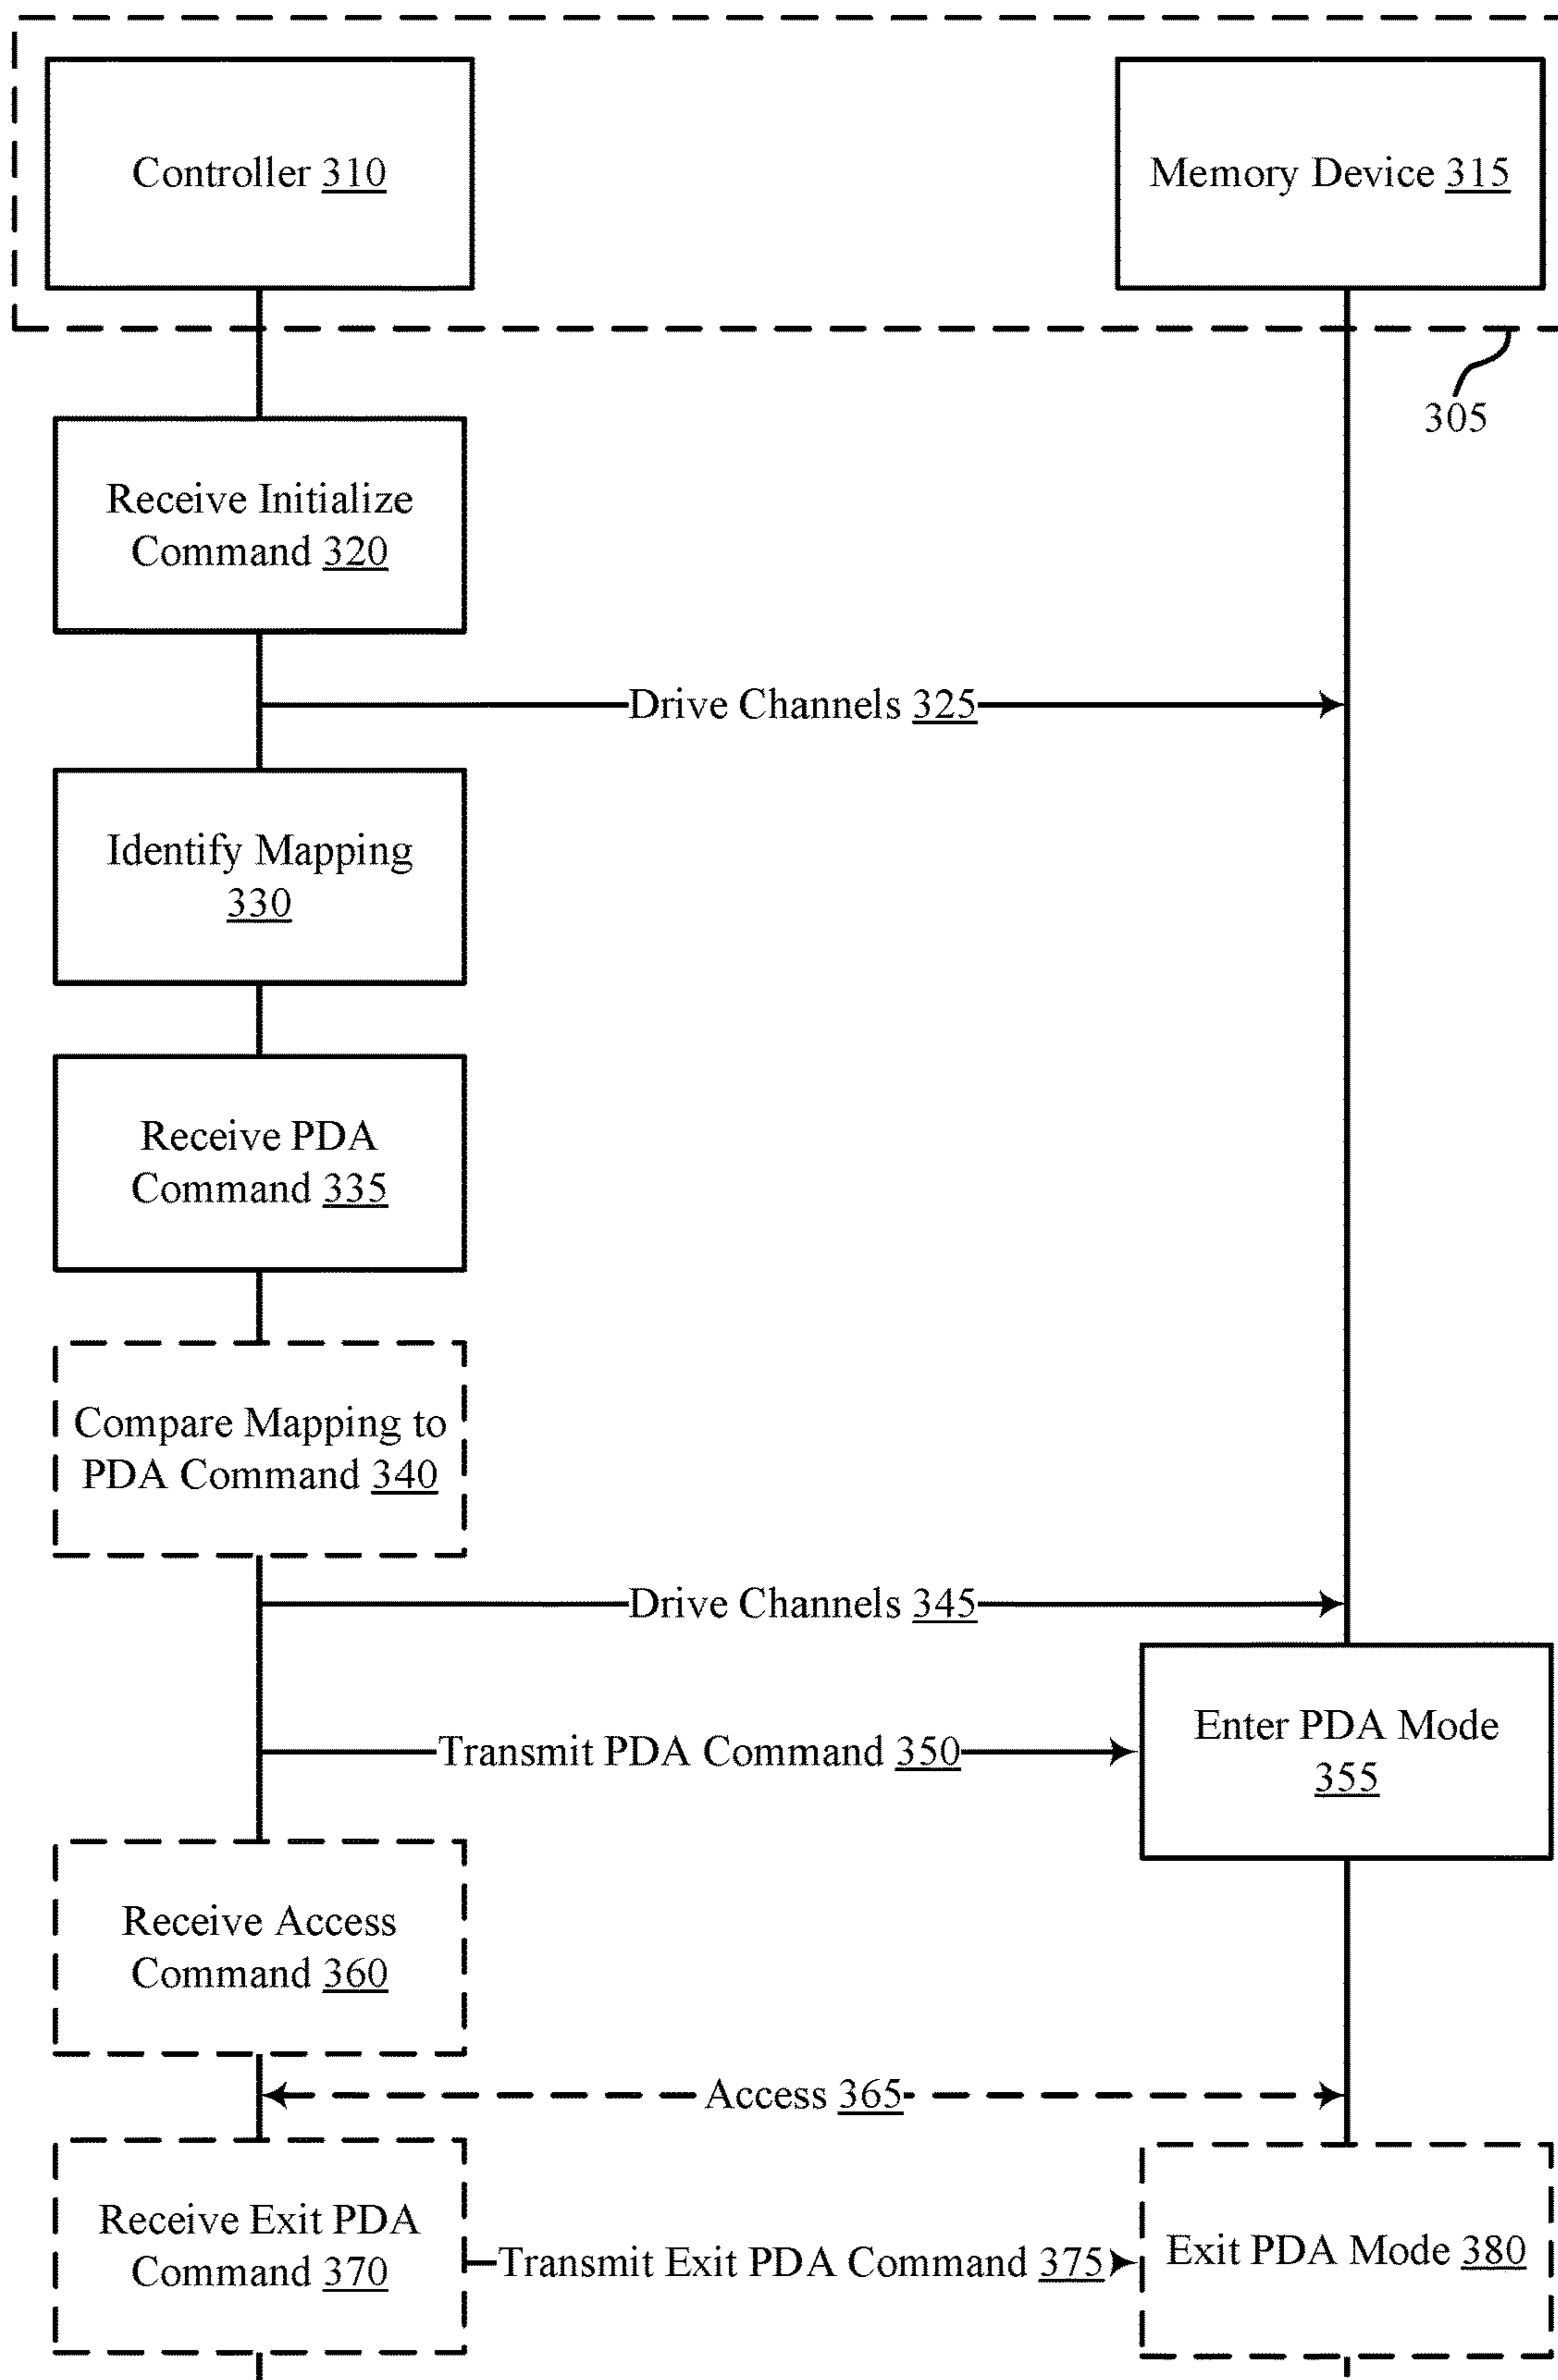 Controller 310
Memory Device 315
305
Receive Initialize
Command 320
Drive Channels 325
Identify Mapping
330
Receive PDA
Command 335
Compare Mapping to
PDA Command 340
Drive Channels 345
Transmit PDA Command 350
Enter PDA Mode
355
Receive Access
Command 360
Access 365
Receive Exit PDA
Command 370
Transmit Exit PDA Command 375
Exit PDA Mode 380